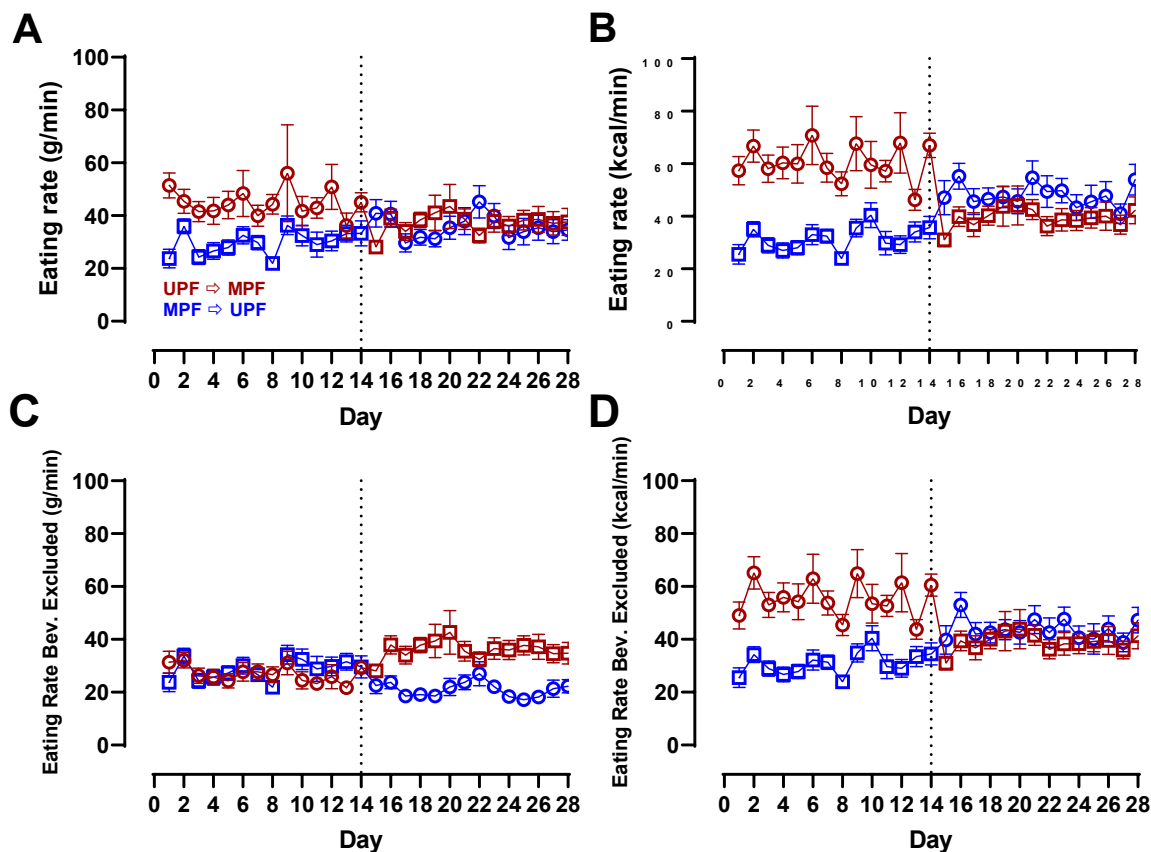 A
Eating rate (g/min)
100
80
60
40
20
0
UPF ⇨ MPF
MPF ⇨ UPF
0 2 4 6 8 10 12 14 16 18 20 22 24 26 28
Day
B
Eating rate (kcal/min)
100
80
60
40
20
0
0 2 4 6 8 10 12 14 16 18 20 22 24 26 28
Day
C
Eating Rate Bev. Excluded (g/min)
100
80
60
40
20
0
0 2 4 6 8 10 12 14 16 18 20 22 24 26 28
Day
D
Eating Rate Bev. Excluded (kcal/min)
100
80
60
40
20
0
0 2 4 6 8 10 12 14 16 18 20 22 24 26 28
Day